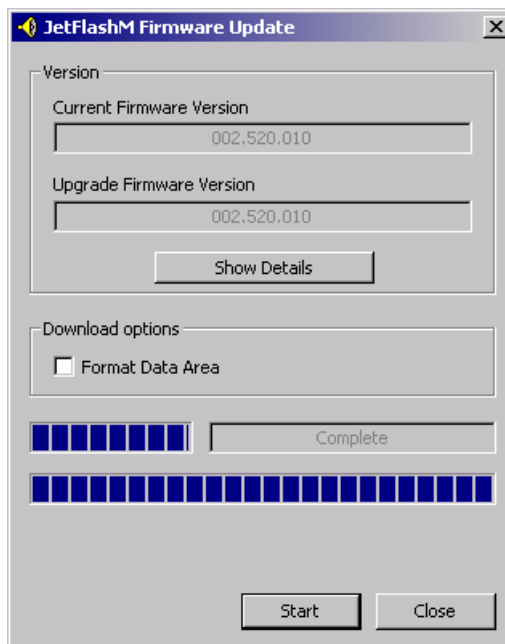 JetFlashM Firmware Update
Version
Current Firmware Version
002.520.010
Upgrade Firmware Version
002.520.010
Show Details
Download options
Format Data Area
Complete
Start
Close